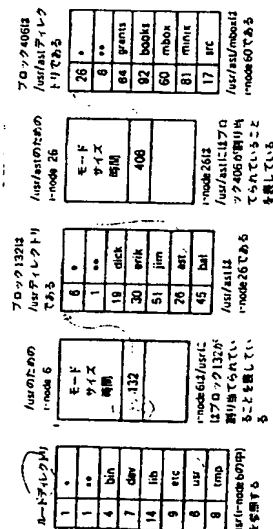 ルートディレクトリ
1 •
1 ••
4 bin
7 dev
14 lib
9 etc
6 usr
8 tmp
usr(i-node 6の中)
を参照する
/usrのための
i-node 6
モード
サイズ
時間
132
i-node 6は/usrに
はブロック132が
割り当てられてい
ることを表してい
る
ブロック132は
/usrディレクトリ
である
6 •
1 ••
19 dick
30 erik
51 jim
26 ast
45 bal
/usr/astは
i-node 26である
/usr/astのための
i-node 26
モード
サイズ
時間
406
i-node 26は
/usr/astにはブロ
ック406が割り当
てられていること
を表している
ブロック406は
/usr/astディレク
トリである
26 •
6 ••
64 grants
92 books
60 mbox
81 minix
17 src
/usr/ast/mboxは
i-node 60である